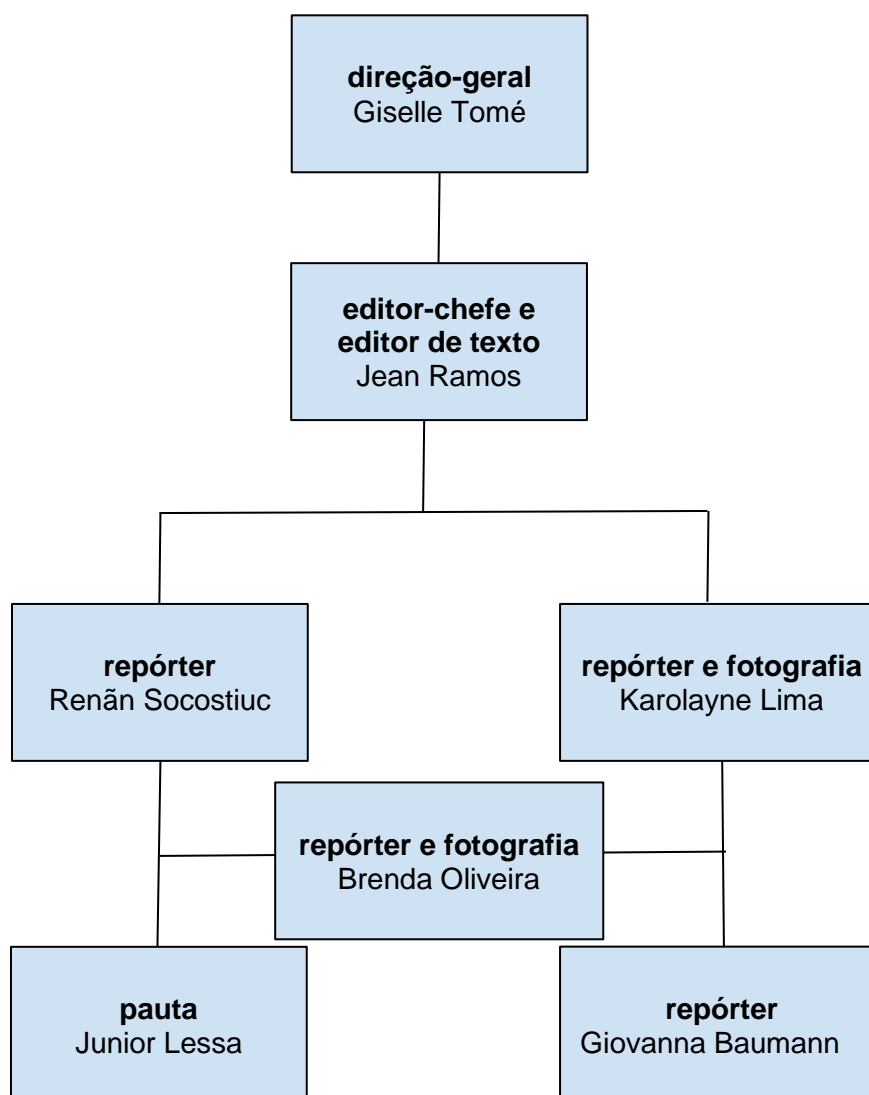 direção-geral
Giselle Tomé
editor-chefe e
editor de texto
Jean Ramos
repórter
Renãn Socostiuc
repórter e fotografia
Karolayne Lima
repórter e fotografia
Brenda Oliveira
pauta
Junior Lessa
repórter
Giovanna Baumann